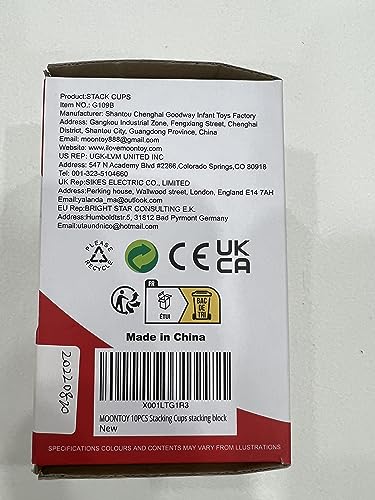 Product:STACK CUPS
Item NO.: G109B
Manufacturer: Shantou Chenghai Goodway Infant Toys Factory
Address: Gangkou Industrial Zone, Fengxiang Street, Chenghai
District, Shantou City, Guangdong Province, China
Email: moontoy888@gmail.com
Website:www.ilovemoontoy.com
US REP: UGK-LVM UNITED INC
Address: 547 N Academy Blvd #2266,Colorado Springs,CO 80918
Tel: 001-323-5104660
UK Rep:SIKES ELECTRIC CO., LIMITED
Address: Perking house, Wallwood street, London, England E14 7AH
Email:yalanda_ma@outlook.com
EU Rep:BRIGHT STAR CONSULTING E.K.
Address:Humboldtstr.5, 31812 Bad Pyrmont Germany
Email:utaundnico@hotmail.com
PLEASE
RECYCLE
CE
UK
CA
FR
ÉTUI
BAC
DE
TRI
Made in China
20220820
X001LTG1R3
MOONTOY 10PCS Stacking Cups stacking block
New
SPECIFICATIONS COLOURS AND CONTENTS MAY VARY FROM ILLUSTRATIONS